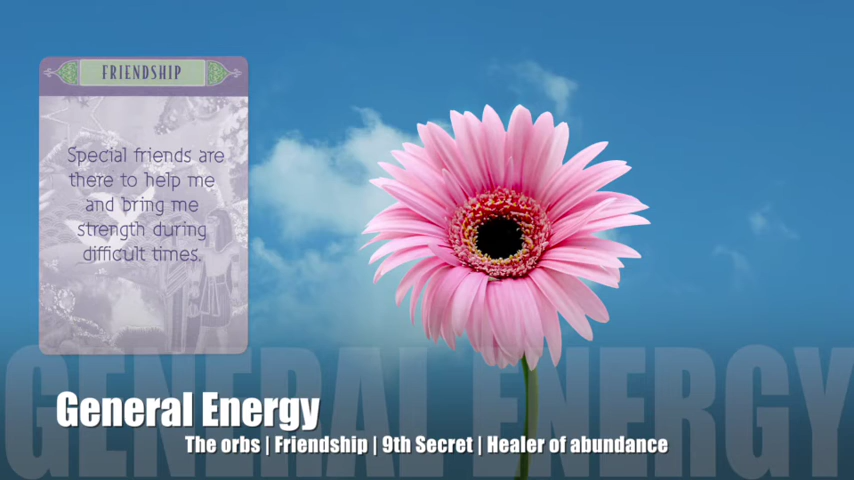 FRIENDSHIP
Special friends are
there to help me
and bring me
strength during
difficult times.
GENERAL ENERGY
General Energy
The orbs | Friendship | 9th Secret | Healer of abundance